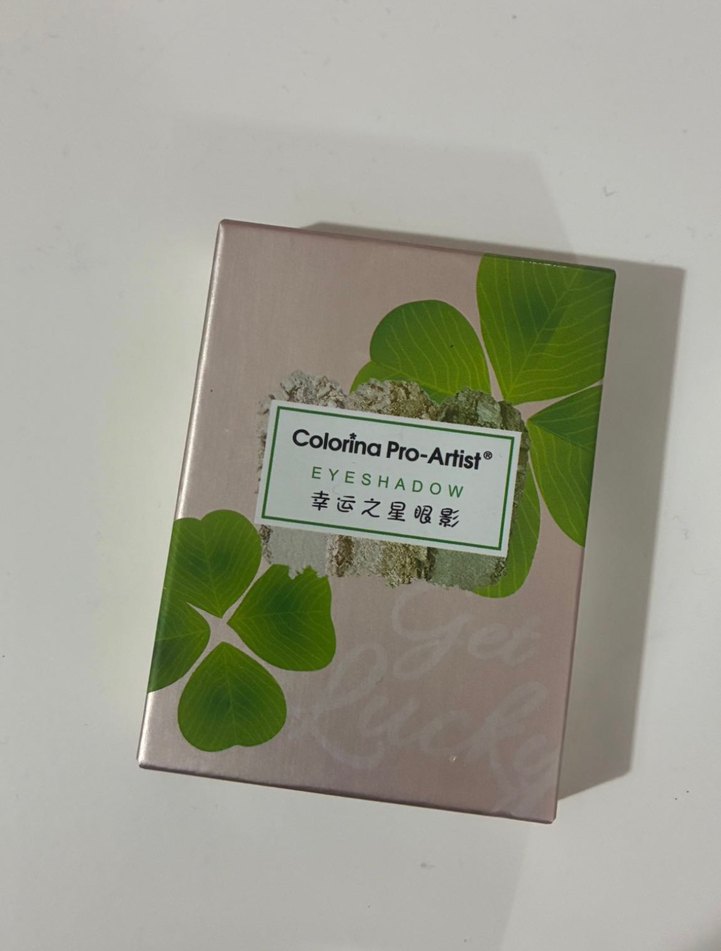 Colorina Pro-Artist®
EYESHADOW
幸运之星眼影
Get
Lucky